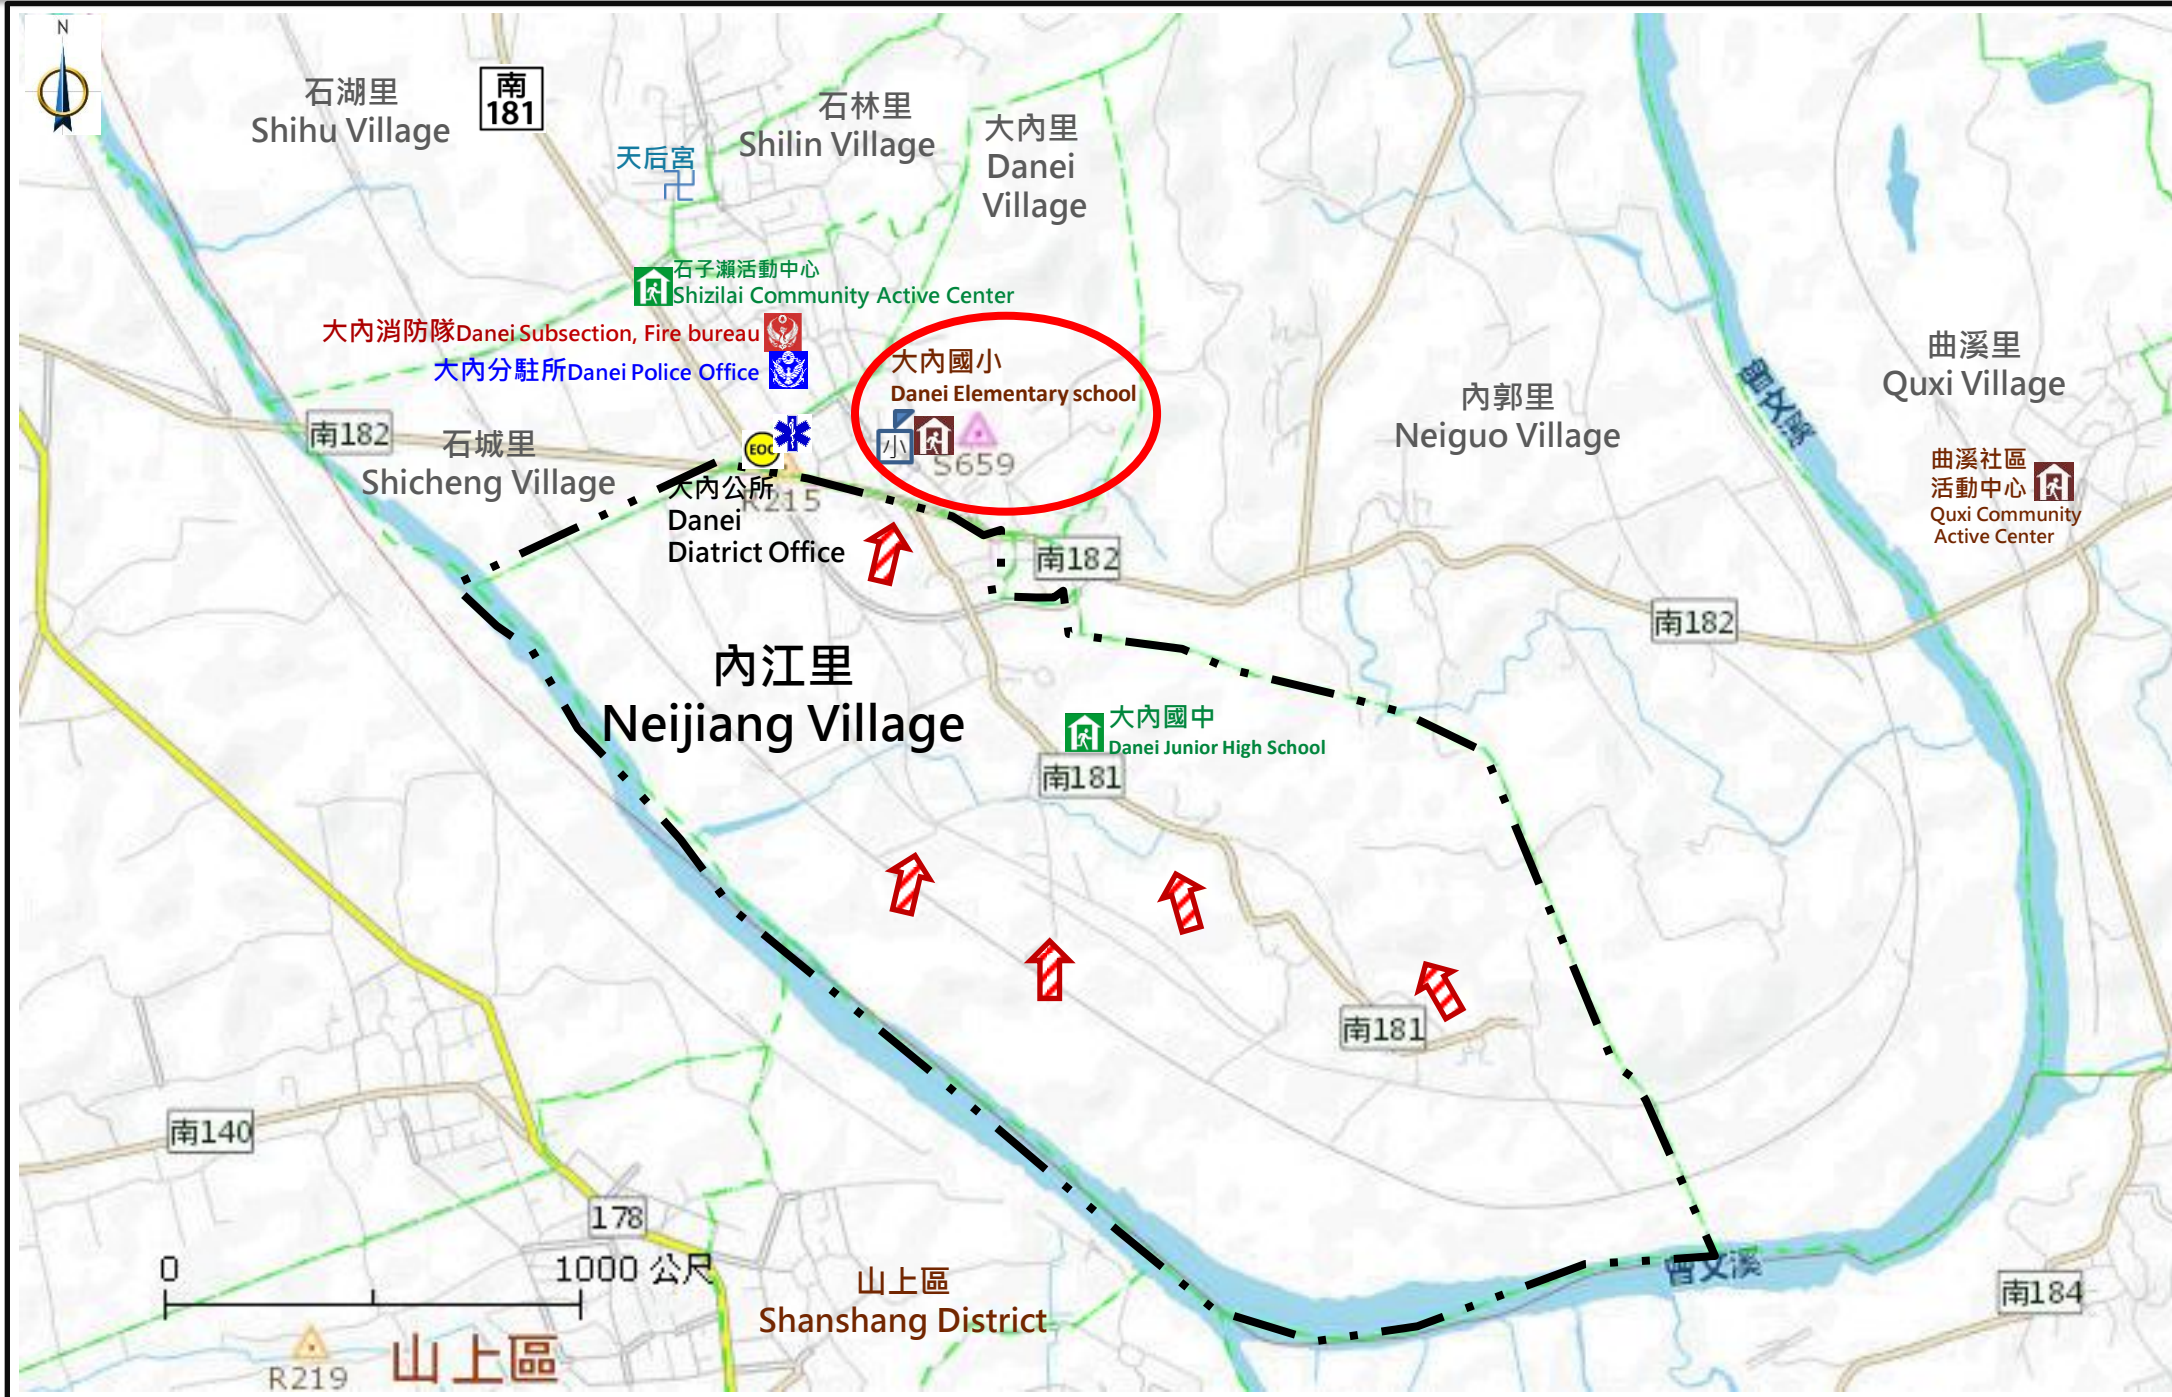 N
石湖里
Shihu Village
南
181
石林里
Shilin Village
大內里
Danei
Village
天后宮
石子瀨活動中心
Shizilai Community Active Center
大內消防隊Danei Subsection, Fire bureau
大內分駐所Danei Police Office
大內國小
Danei Elementary school
小
S659
內郭里
Neiguo Village
曾文溪
曲溪里
Quxi Village
曲溪社區
活動中心
Quxi Community
Active Center
南182
石城里
Shicheng Village
EOC
大內公所
R215
Danei
Diatrict Office
南182
南182
內江里
Neijiang Village
大內國中
Danei Junior High School
南181
南181
南140
178
0
1000 公尺
山上區
Shanshang District
曾文溪
南184
山上區
R219